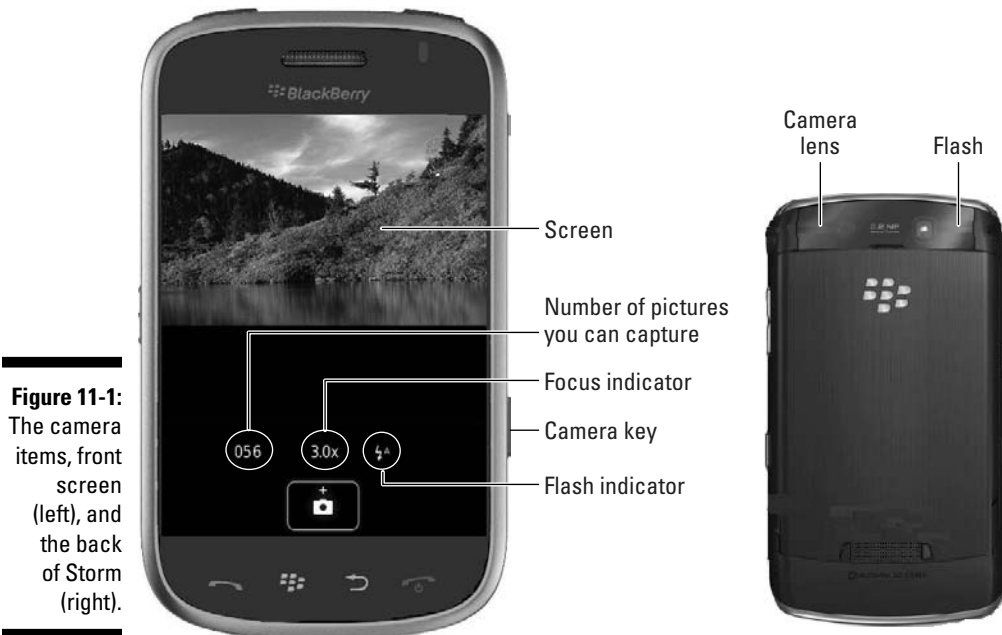 BlackBerry
Camera
lens
Flash
Screen
Number of pictures
you can capture
Focus indicator
Camera key
Flash indicator
056
3.0x
A
Figure 11-1:
The camera
items, front
screen
(left), and
the back
of Storm
(right).